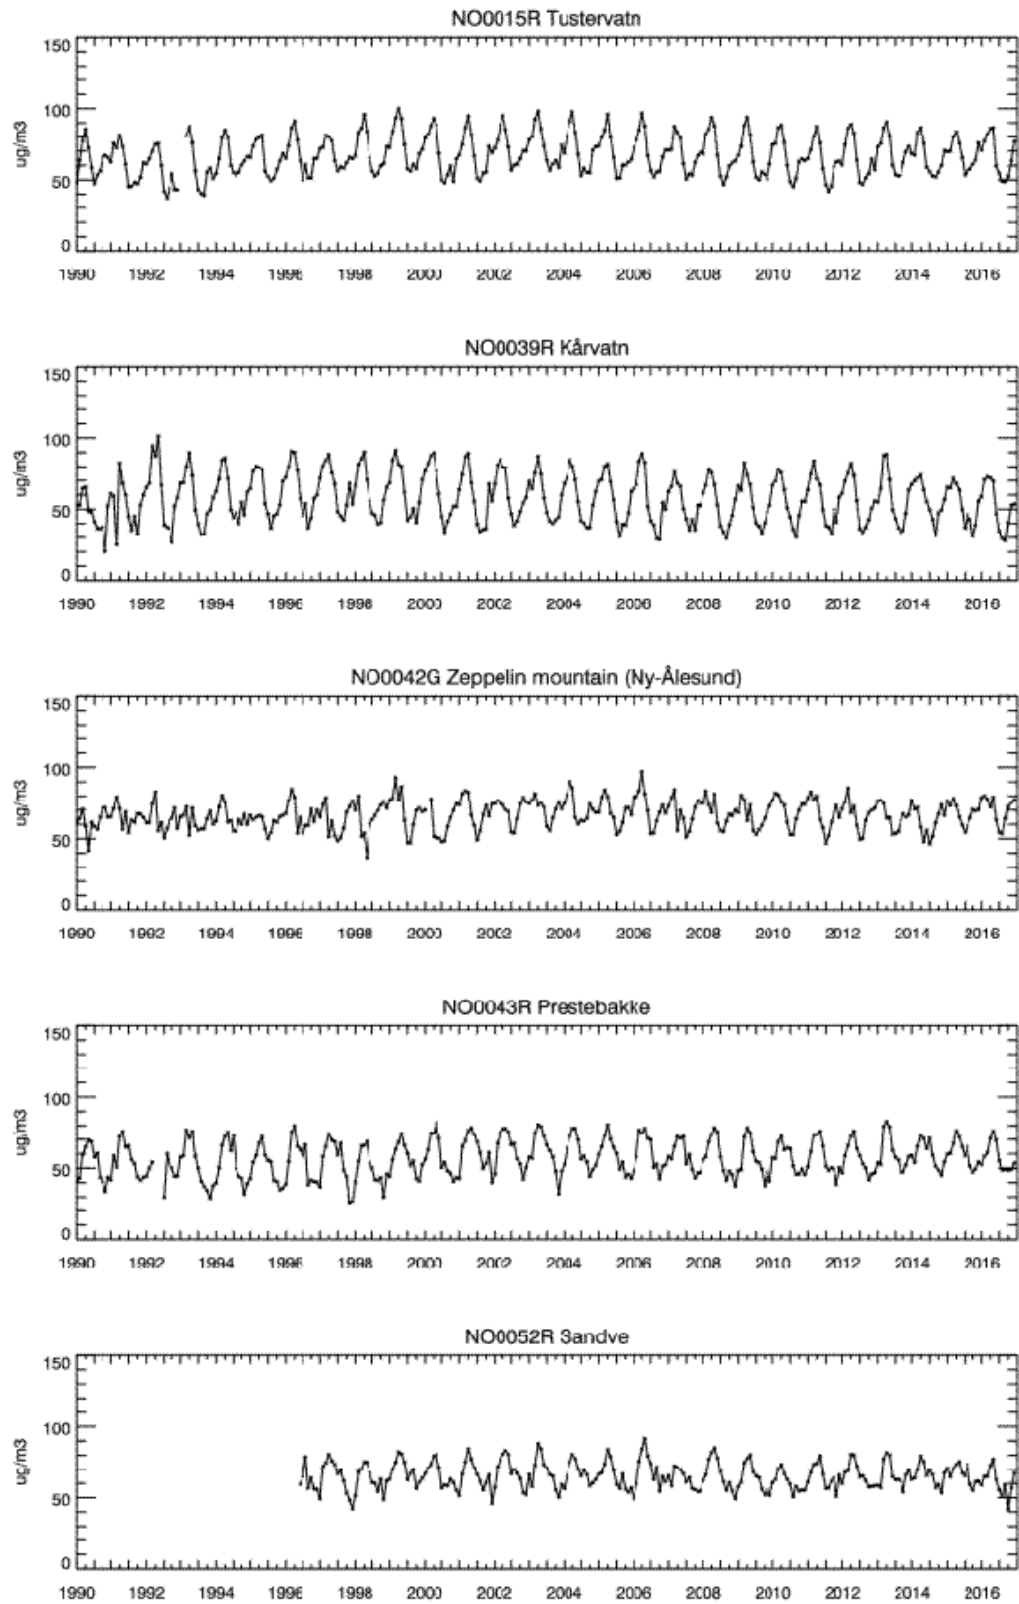 NO0015R Tustervatn
150
100
50
0
ug/m3
1990 1992 1994 1996 1998 2000 2002 2004 2006 2008 2010 2012 2014 2016
NO0039R Kårvatn
150
100
50
0
ug/m3
1990 1992 1994 1996 1998 2000 2002 2004 2006 2008 2010 2012 2014 2016
NO0042G Zeppelin mountain (Ny-Ålesund)
150
100
50
0
ug/m3
1990 1992 1994 1996 1998 2000 2002 2004 2006 2008 2010 2012 2014 2016
NO0043R Prestebakke
150
100
50
0
ug/m3
1990 1992 1994 1996 1998 2000 2002 2004 2006 2008 2010 2012 2014 2016
NO0052R Sandve
150
100
50
0
ug/m3
1990 1992 1994 1996 1998 2000 2002 2004 2006 2008 2010 2012 2014 2016